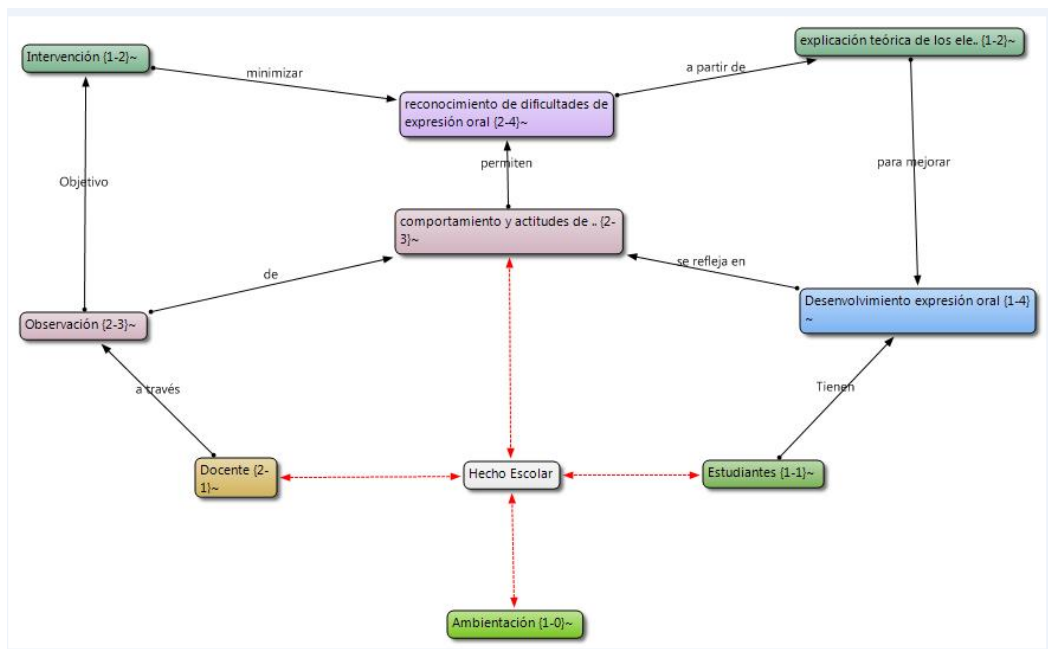 explicación teórica de los ele.. {1-2}~
Intervención {1-2}~
a partir de
minimizar
reconocimiento de dificultades de
expresión oral {2-4}~
permiten
para mejorar
Objetivo
comportamiento y actitudes de .. {2-
3}~
se refleja en
de
Desenvolvimiento expresión oral {1-4}
~
Observación {2-3}~
a través
Tienen
Docente {2-
1}~
Hecho Escolar
Estudiantes {1-1}~
Ambientación {1-0}~